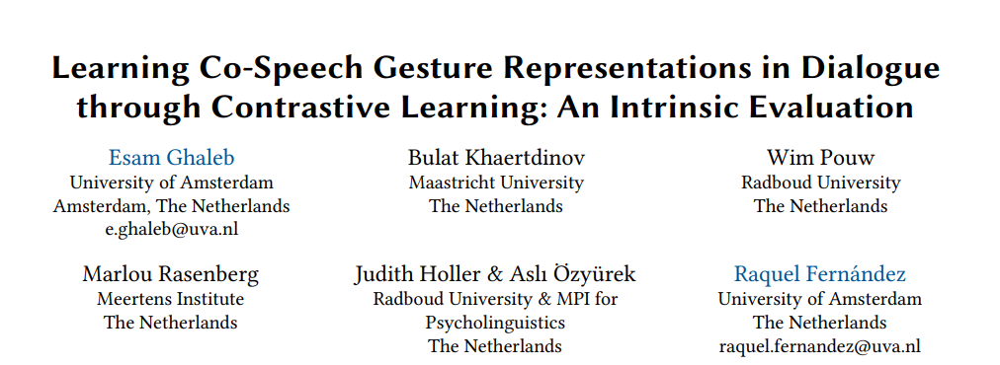 Learning Co-Speech Gesture Representations in Dialogue
through Contrastive Learning: An Intrinsic Evaluation
Esam Ghaleb
University of Amsterdam
Amsterdam, The Netherlands
e.ghaleb@uva.nl
Bulat Khaertdinov
Maastricht University
The Netherlands
Wim Pouw
Radboud University
The Netherlands
Marlou Rasenberg
Meertens Institute
The Netherlands
Judith Holler & Aslı Özyürek
Radboud University & MPI for
Psycholinguistics
The Netherlands
Raquel Fernández
University of Amsterdam
The Netherlands
raquel.fernandez@uva.nl